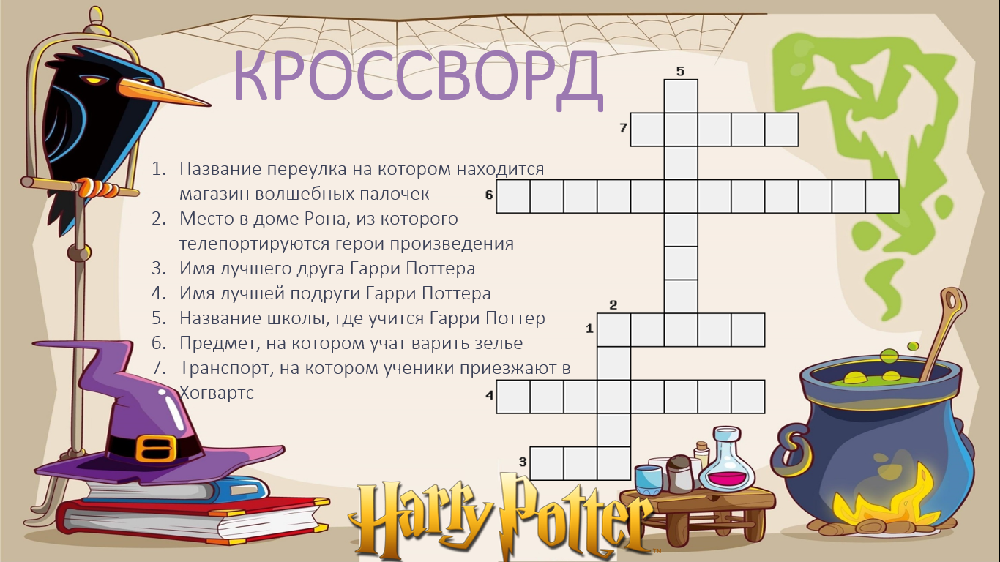 КРОССВОРД
5
7
1. Название переулка на котором находится
магазин волшебных палочек
6
2. Место в доме Рона, из которого
телепортируются герои произведения
3. Имя лучшего друга Гарри Поттера
4. Имя лучшей подруги Гарри Поттера
2
5. Название школы, где учится Гарри Поттер
1
6. Предмет, на котором учат варить зелье
7. Транспорт, на котором ученики приезжают в
Хогвартс
4
3
Harry Potter
TM